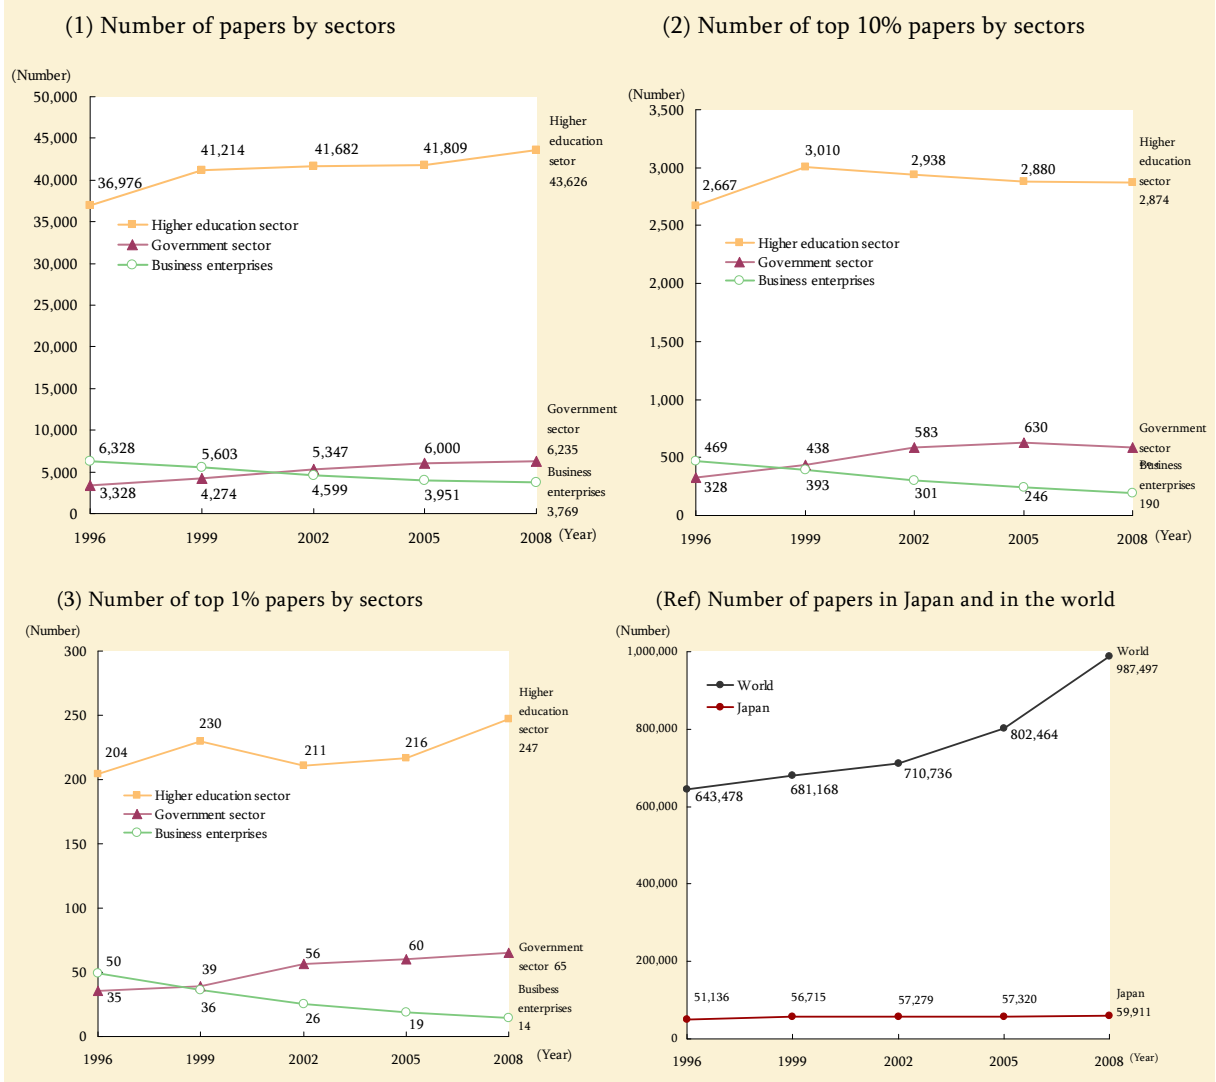 (1) Number of papers by sectors
(Number)
50,000
45,000
40,000
35,000
30,000
25,000
20,000
15,000
10,000
5,000
0
36,976
41,214
41,682
41,809
Higher
education
setor
43,626
Higher education sector
Government sector
Business enterprises
6,328
5,603
5,347
6,000
3,328
4,274
4,599
3,951
Government
sector
6,235
Business
enterprises
3,769
1996
1999
2002
2005
2008
(Year)
(2) Number of top 10% papers by sectors
(Number)
3,500
3,000
2,500
2,000
1,500
1,000
500
0
2,667
3,010
2,938
2,880
Higher
education
sector
2,874
Higher education sector
Government sector
Business enterprises
469
438
583
630
328
393
301
246
Government
sector
Business
enterprises
190
1996
1999
2002
2005
2008
(Year)
(3) Number of top 1% papers by sectors
(Number)
300
250
200
150
100
50
0
204
230
211
216
Higher
education
sector
247
Higher education sector
Government sector
Business enterprises
50
39
56
60
35
36
26
19
Government
sector 65
Busibess
enterprises
14
1996
1999
2002
2005
2008
(Year)
(Ref) Number of papers in Japan and in the world
(Number)
1,000,000
800,000
600,000
400,000
200,000
0
World
Japan
643,478
681,168
710,736
802,464
World
987,497
51,136
56,715
57,279
57,320
Japan
59,911
1996
1999
2002
2005
2008
(Year)